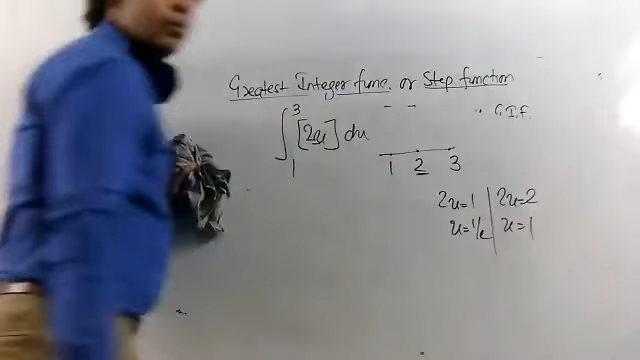 Greatest Integer func. or Step function
∫₁³ [2x] dx
G.I.F.
1 2 3
2x=1 | 2x=2
x=1/2 | x=1